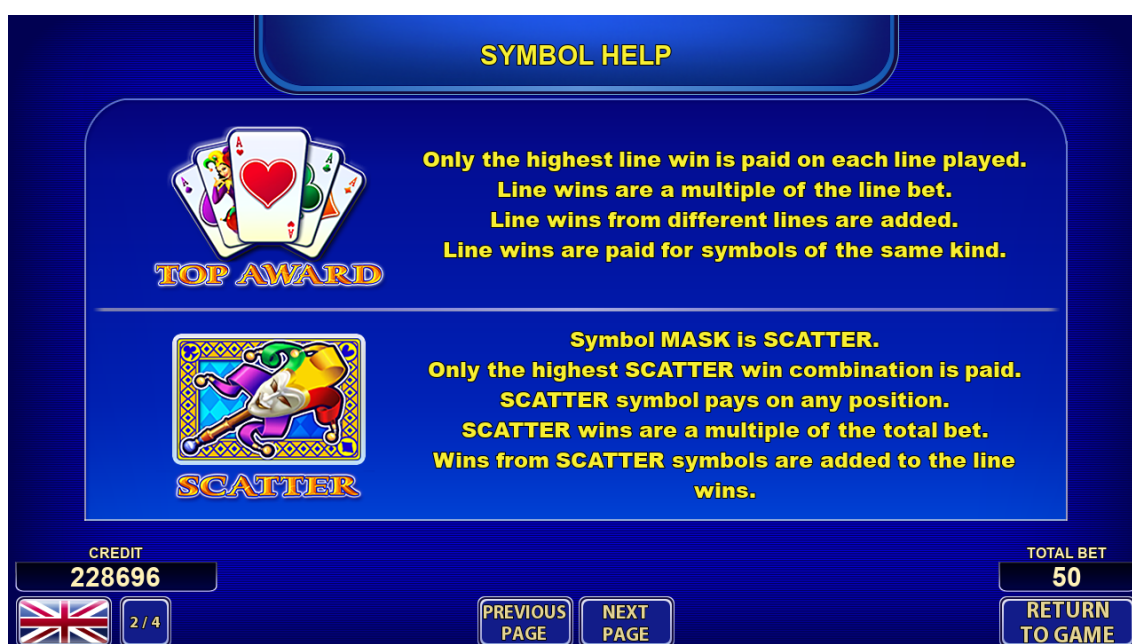 SYMBOL HELP
A
A
A
A
A
TOP AWARD
Only the highest line win is paid on each line played.
Line wins are a multiple of the line bet.
Line wins from different lines are added.
Line wins are paid for symbols of the same kind.
SCATTER
Symbol MASK is SCATTER.
Only the highest SCATTER win combination is paid.
SCATTER symbol pays on any position.
SCATTER wins are a multiple of the total bet.
Wins from SCATTER symbols are added to the line
wins.
CREDIT
228696
TOTAL BET
50
2 / 4
PREVIOUS
PAGE
NEXT
PAGE
RETURN
TO GAME